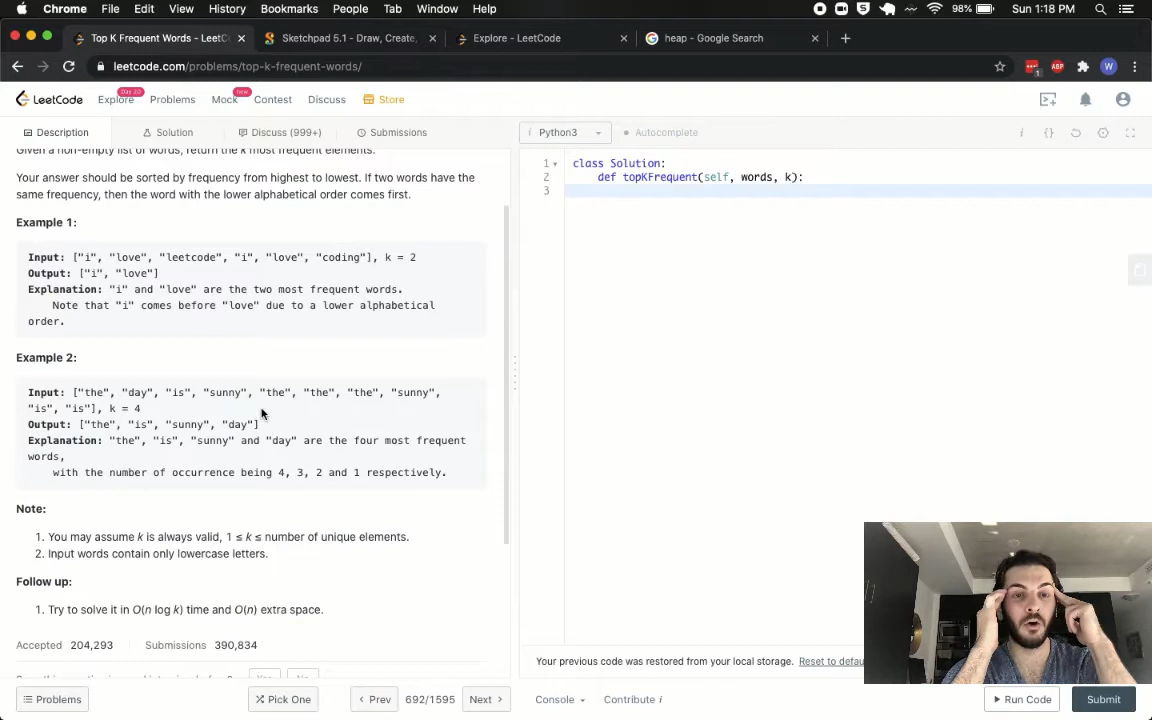 Chrome File Edit View History Bookmarks People Tab Window Help 98% Sun 1:18 PM
Top K Frequent Words - LeetC Sketchpad 5.1 - Draw, Create, Explore - LeetCode heap - Google Search
leetcode.com/problems/top-k-frequent-words/ 1 ABP W
LeetCode Explore Day 20 Problems Mock New Contest Discuss Store
Description Solution Discuss (999+) Submissions i Python3 Autocomplete i {}
Given a non-empty list of words, return the k most frequent elements.
Your answer should be sorted by frequency from highest to lowest. If two words have the
same frequency, then the word with the lower alphabetical order comes first.
Example 1:
Input: ["i", "love", "leetcode", "i", "love", "coding"], k = 2
Output: ["i", "love"]
Explanation: "i" and "love" are the two most frequent words.
Note that "i" comes before "love" due to a lower alphabetical
order.
Example 2:
Input: ["the", "day", "is", "sunny", "the", "the", "the", "sunny",
"is", "is"], k = 4
Output: ["the", "is", "sunny", "day"]
Explanation: "the", "is", "sunny" and "day" are the four most frequent
words,
with the number of occurrence being 4, 3, 2 and 1 respectively.
Note:
1. You may assume k is always valid, 1 ≤ k ≤ number of unique elements.
2. Input words contain only lowercase letters.
Follow up:
1. Try to solve it in O(n log k) time and O(n) extra space.
Accepted 204,293 Submissions 390,834
Problems Pick One Prev 692/1595 Next
1 class Solution:
2 def topKFrequent(self, words, k):
3
Your previous code was restored from your local storage. Reset to defau
Console Contribute i Run Code Submit